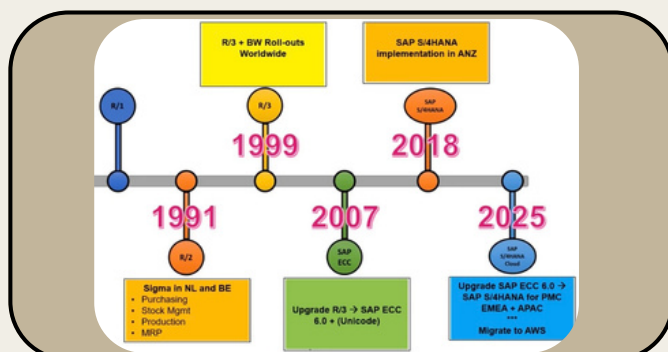 R/3 + BW Roll-outs
Worldwide
SAP S/4HANA
implementation in ANZ
R/1
R/3
SAP
S/4HANA
1999
2018
1991
2007
2025
R/2
SAP
ECC
SAP
S/4HANA
Cloud
Sigma in NL and BE
• Purchasing
• Stock Mgmt
• Production
• MRP
Upgrade R/3 → SAP ECC
6.0 + (Unicode)
Upgrade SAP ECC 6.0 →
SAP S/4HANA for PMC
EMEA + APAC
***
Migrate to AWS